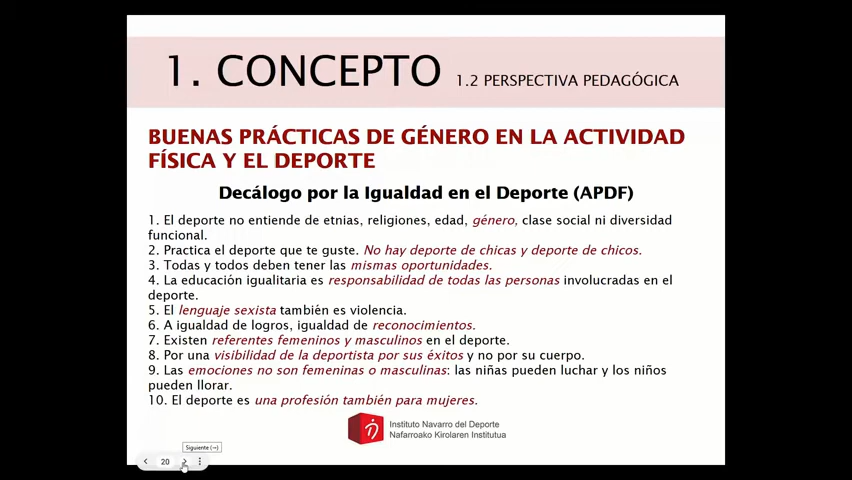 1. CONCEPTO 1.2 PERSPECTIVA PEDAGÓGICA
BUENAS PRÁCTICAS DE GÉNERO EN LA ACTIVIDAD
FÍSICA Y EL DEPORTE
Decálogo por la Igualdad en el Deporte (APDF)
1. El deporte no entiende de etnias, religiones, edad, género, clase social ni diversidad
funcional.
2. Practica el deporte que te guste. No hay deporte de chicas y deporte de chicos.
3. Todas y todos deben tener las mismas oportunidades.
4. La educación igualitaria es responsabilidad de todas las personas involucradas en el
deporte.
5. El lenguaje sexista también es violencia.
6. A igualdad de logros, igualdad de reconocimientos.
7. Existen referentes femeninos y masculinos en el deporte.
8. Por una visibilidad de la deportista por sus éxitos y no por su cuerpo.
9. Las emociones no son femeninas o masculinas: las niñas pueden luchar y los niños
pueden llorar.
10. El deporte es una profesión también para mujeres.
Instituto Navarro del Deporte
Nafarroako Kirolaren Institutua
Siguiente (→)
20